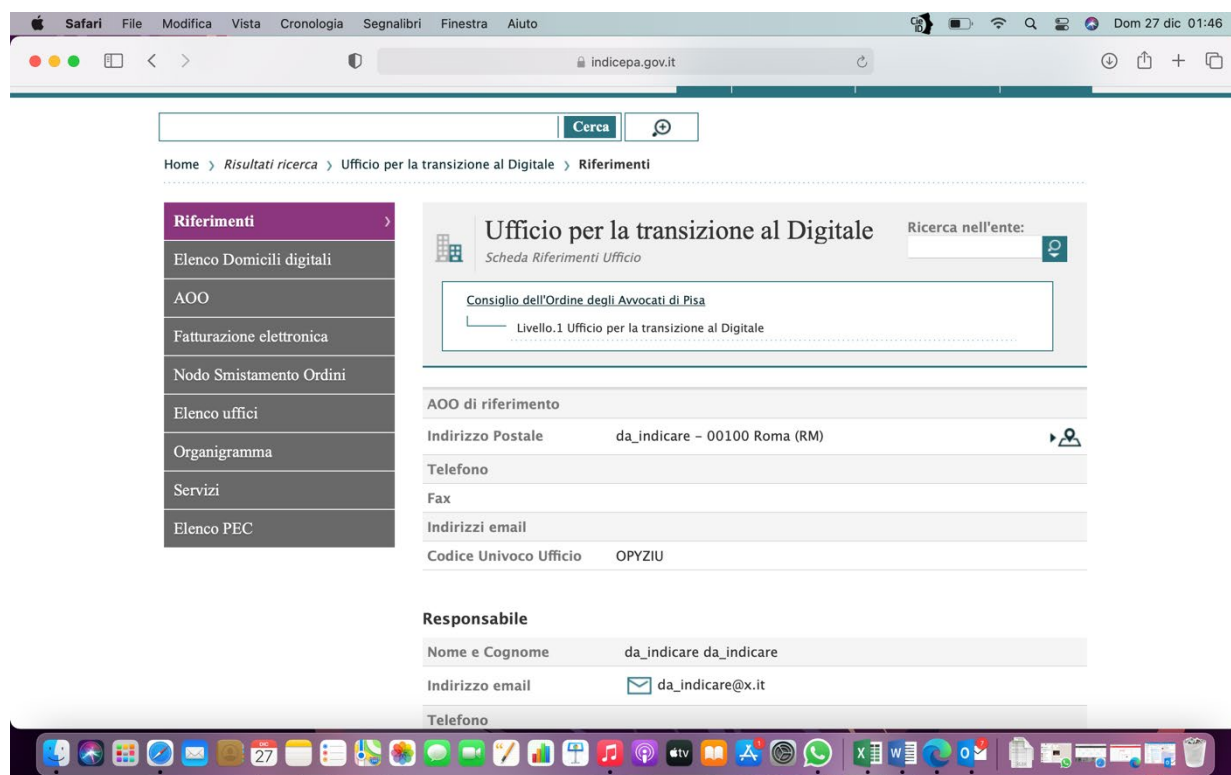 Safari File Modifica Vista Cronologia Segnalibri Finestra Aiuto Dom 27 dic 01:46
indicepa.gov.it
Cerca
Home > Risultati ricerca > Ufficio per la transizione al Digitale > Riferimenti
Riferimenti
Elenco Domicili digitali
AOO
Fatturazione elettronica
Nodo Smistamento Ordini
Elenco uffici
Organigramma
Servizi
Elenco PEC
Ufficio per la transizione al Digitale
Scheda Riferimenti Ufficio
Ricerca nell'ente:
Consiglio dell'Ordine degli Avvocati di Pisa
Livello.1 Ufficio per la transizione al Digitale
AOO di riferimento
Indirizzo Postale da_indicare – 00100 Roma (RM)
Telefono
Fax
Indirizzi email
Codice Univoco Ufficio OPYZIU
Responsabile
Nome e Cognome da_indicare da_indicare
Indirizzo email da_indicare@x.it
Telefono
DIC
27
tv